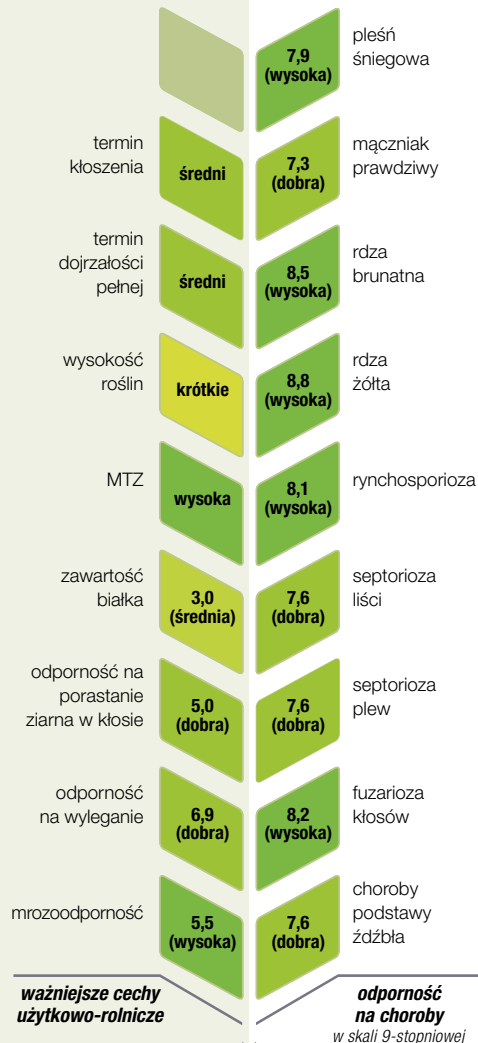 7,9
(wysoka)
pleśń
śniegowa
termin
kłoszenia
średni
7,3
(dobra)
mączniak
prawdziwy
termin
dojrzałości
pełnej
średni
8,5
(wysoka)
rdza
brunatna
wysokość
roślin
krótkie
8,8
(wysoka)
rdza
żółta
MTZ
wysoka
8,1
(wysoka)
rynchosporioza
zawartość
białka
3,0
(średnia)
7,6
(dobra)
septorioza
liści
odporność na
porastanie
ziarna w kłosie
5,0
(dobra)
7,6
(dobra)
septorioza
plew
odporność
na wyleganie
6,9
(dobra)
8,2
(wysoka)
fuzarioza
kłosów
mrozoodporność
5,5
(wysoka)
7,6
(dobra)
choroby
podstawy
źdźbła
ważniejsze cechy
użytkowo-rolnicze
odporność
na choroby
w skali 9-stopniowej